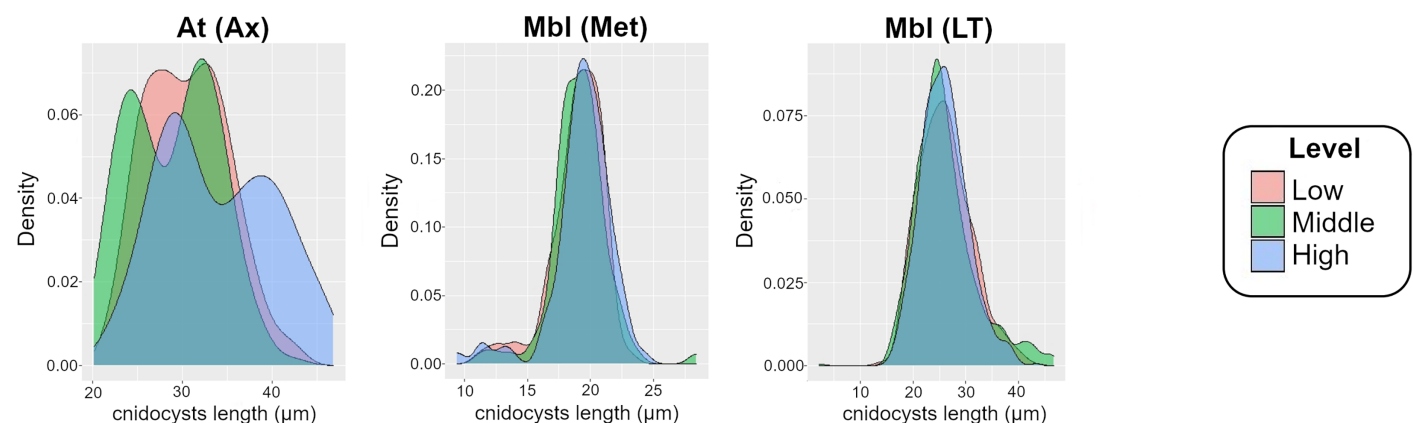 At (Ax)
Density
0.06
0.04
0.02
0.00
20 30 40
cnidocysts length (µm)
Mbl (Met)
Density
0.20
0.15
0.10
0.05
0.00
10 15 20 25
cnidocysts length (µm)
Mbl (LT)
Density
0.075
0.050
0.025
0.000
10 20 30 40
cnidocysts length (µm)
Level
Low
Middle
High